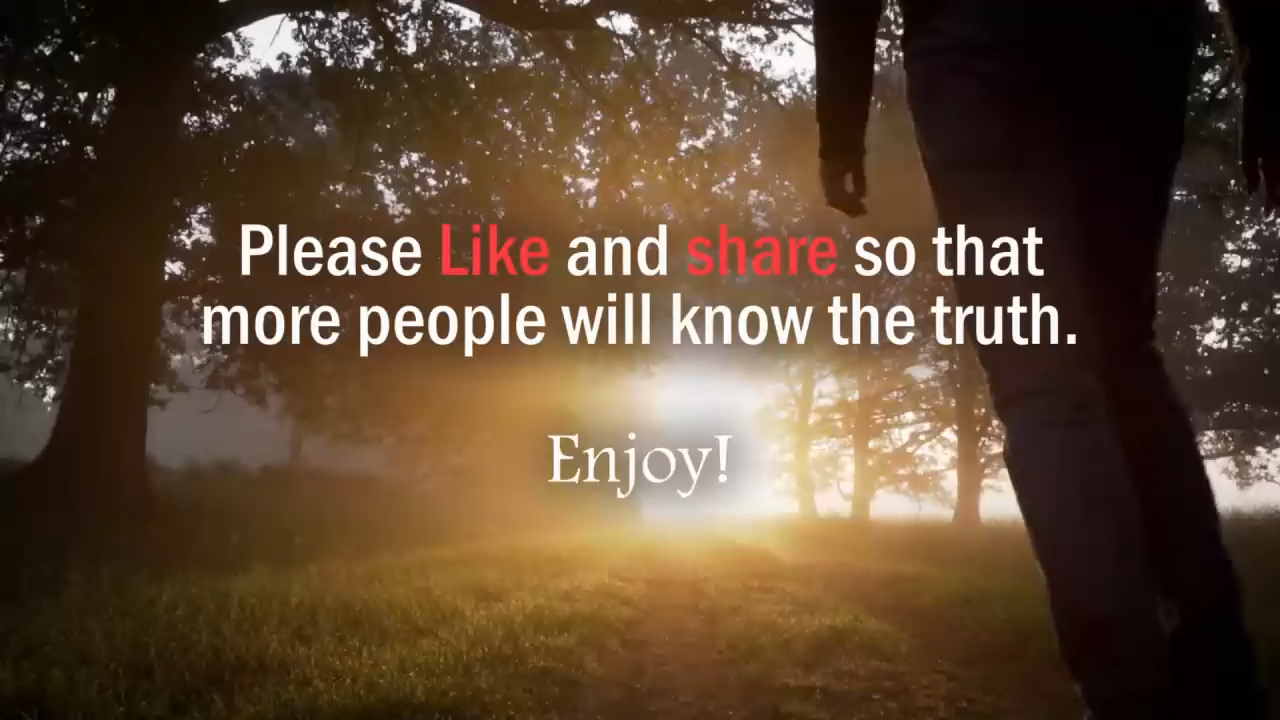 Please Like and share so that
more people will know the truth.
Enjoy!